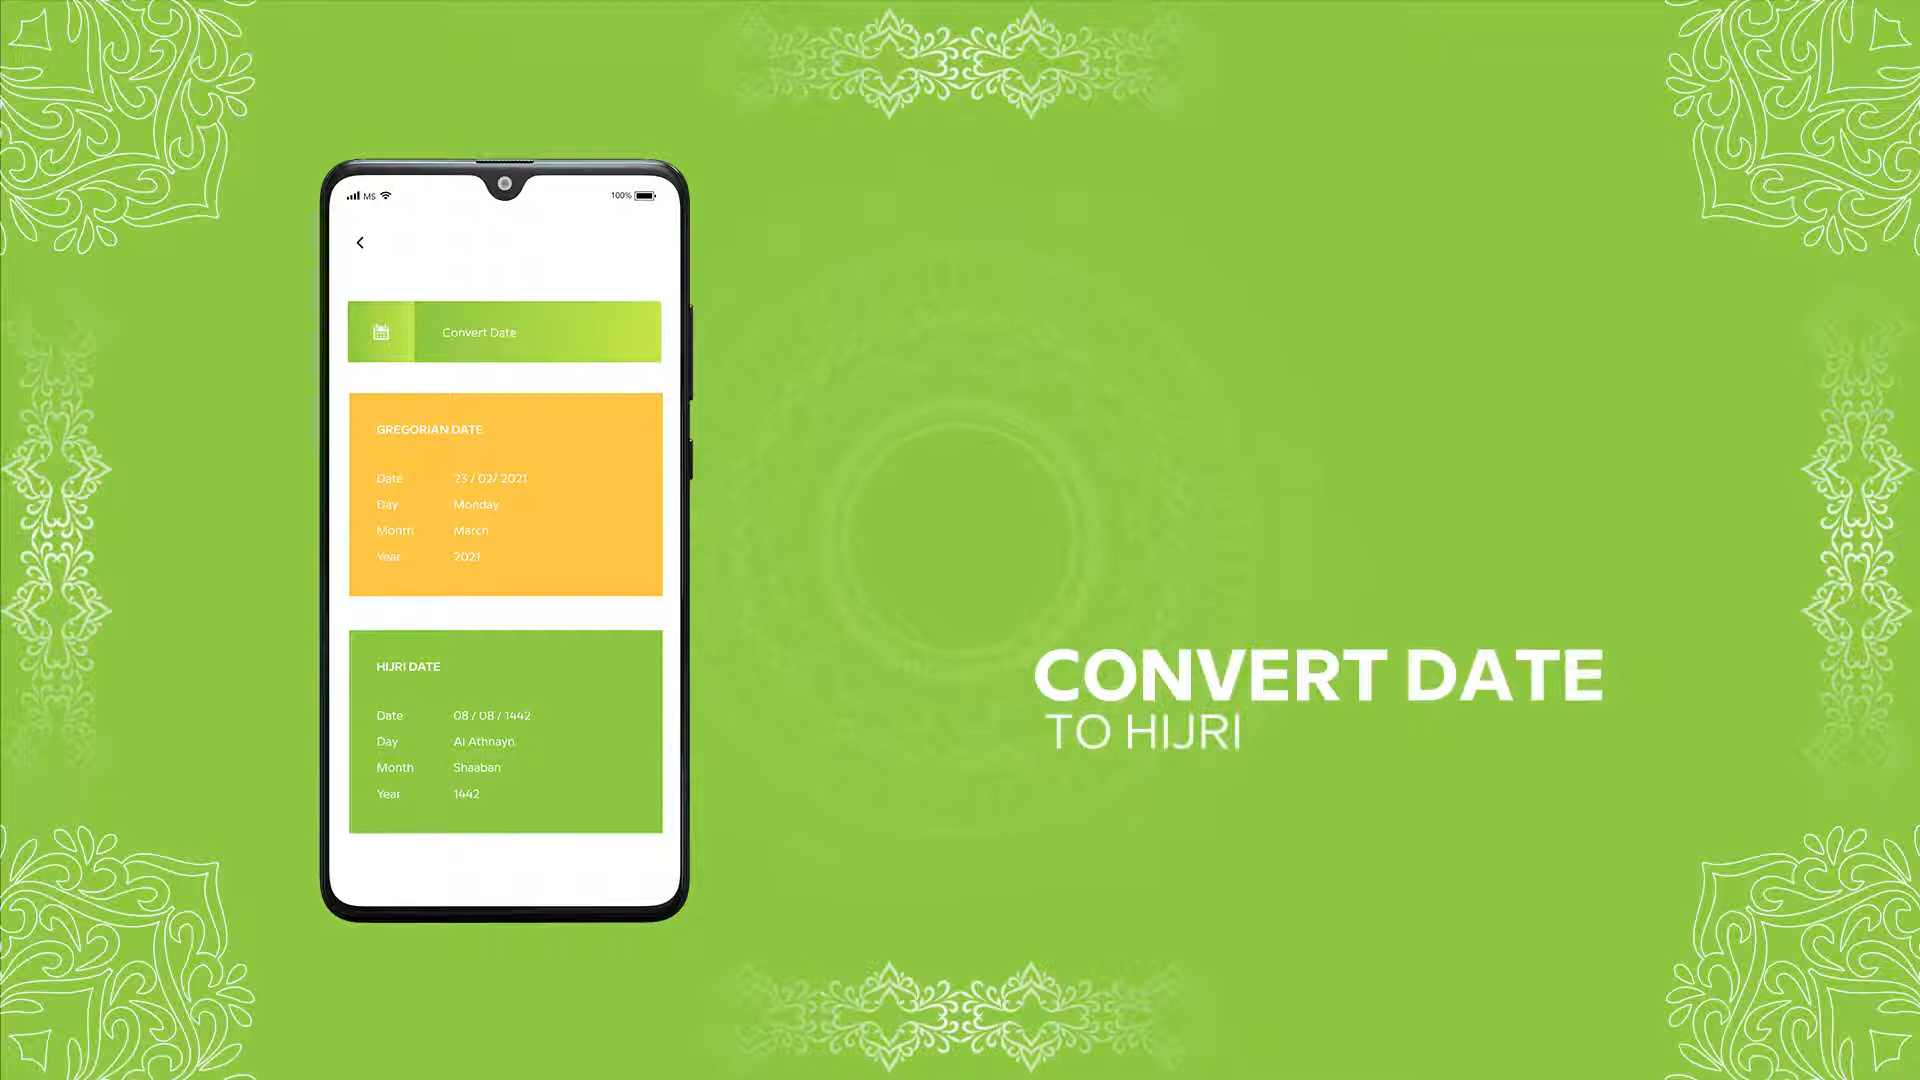 MS
100%
Convert Date
GREGORIAN DATE
Date 23 / 02/ 2021
Day Monday
Month March
Year 2021
HIJRI DATE
Date 08 / 08 / 1442
Day Al Athnayn
Month Shaaban
Year 1442
CONVERT DATE
TO HIJRI